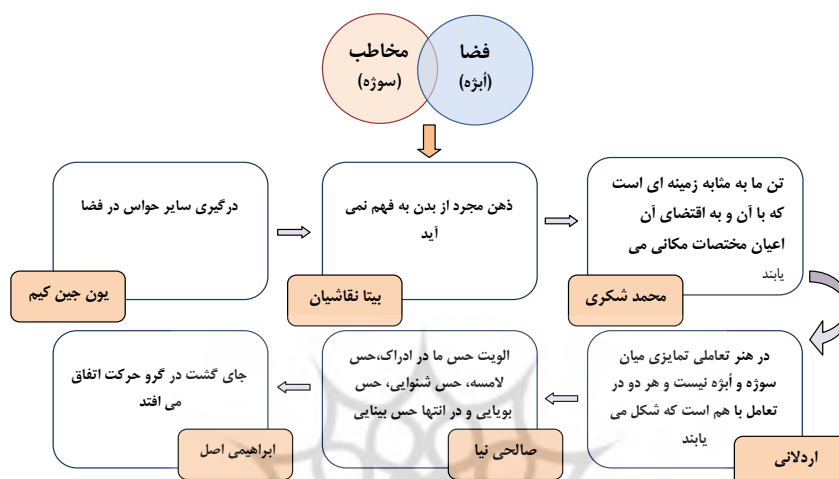 فضا
(اُبژه)
مخاطب
(سوژه)
تن ما به مثابه زمینه ای است
که با آن و به اقتضای آن
اعیان مختصات مکانی می
یابند
محمد شکری
ذهن مجرد از بدن به فهم نمی
آید
بیتا نقاشیان
درگیری سایر حواس در فضا
یون جین کیم
در هنر تعاملی تمایزی میان
سوژه و اُبژه نیست و هر دو در
تعامل با هم است که شکل می
یابند
اردلانی
الویت حس ما در ادراک،حس
لامسه، حس شنوایی، حس
بویایی و در انتها حس بینایی
صالحی نیا
جای گشت در گرو حرکت اتفاق
می افتد
ابراهیمی اصل